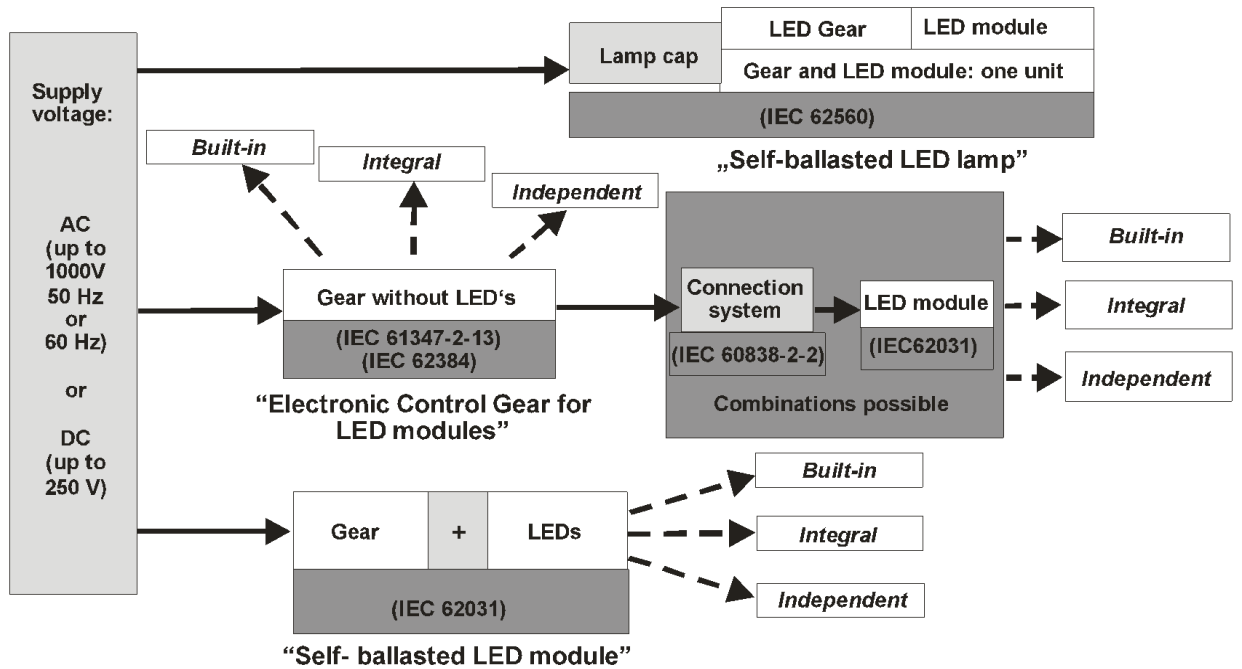 Supply
voltage:
AC
(up to
1000V
50 Hz
or
60 Hz)
or
DC
(up to
250 V)
Lamp cap
LED Gear
LED module
Gear and LED module: one unit
(IEC 62560)
„Self-ballasted LED lamp”
Built-in
Integral
Independent
Gear without LED‘s
(IEC 61347-2-13)
(IEC 62384)
“Electronic Control Gear for
LED modules”
Connection
system
(IEC 60838-2-2)
LED module
(IEC62031)
Combinations possible
Built-in
Integral
Independent
Gear
+
LEDs
(IEC 62031)
“Self- ballasted LED module”
Built-in
Integral
Independent